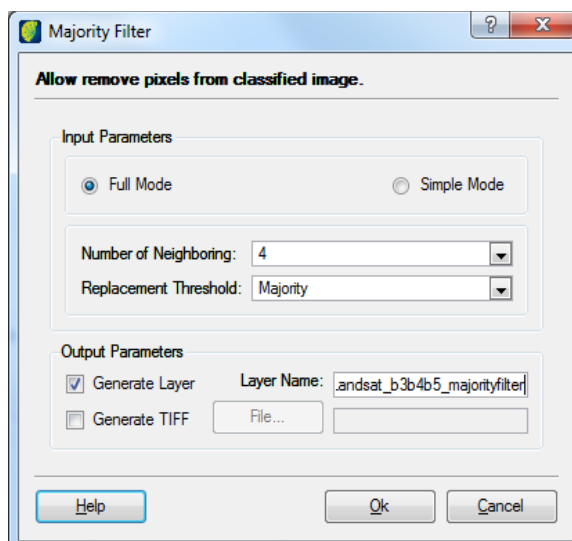 Majority Filter
?
Allow remove pixels from classified image.
Input Parameters
Full Mode Simple Mode
Number of Neighboring: 4
Replacement Threshold: Majority
Output Parameters
Generate Layer Layer Name: .andsat_b3b4b5_majorityfilter
Generate TIFF File...
Help Ok Cancel